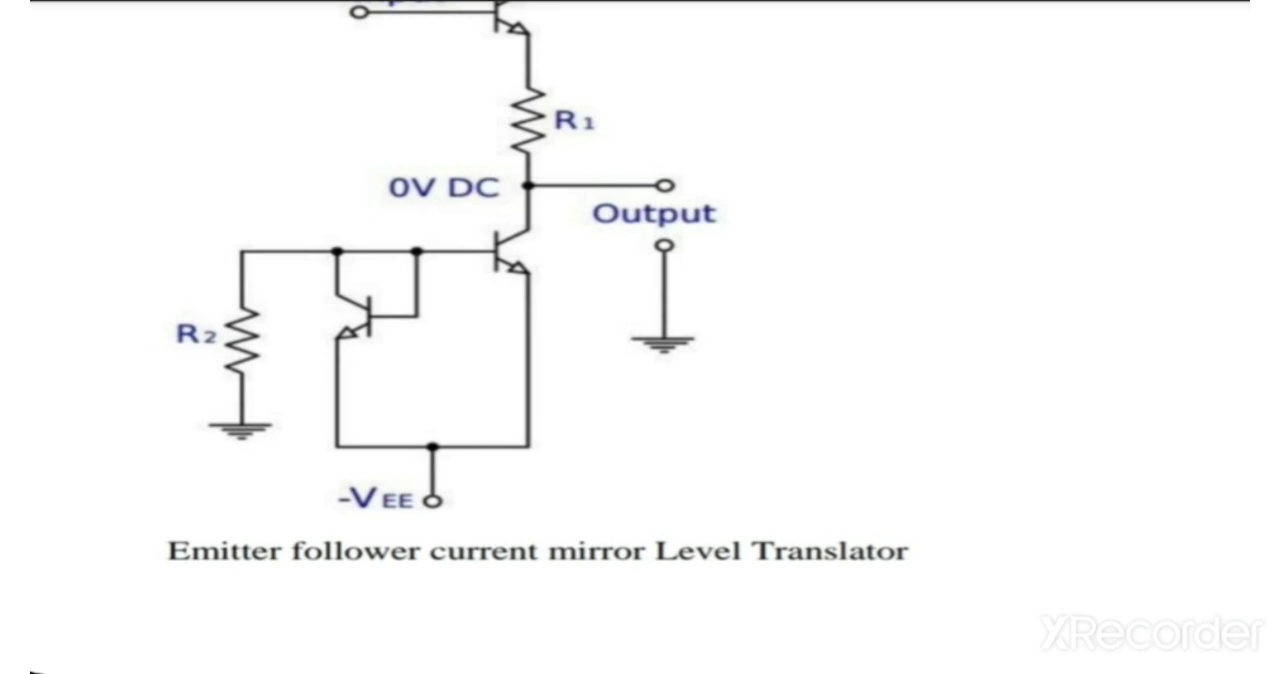 R1
0V DC
Output
R2
-VEE
Emitter follower current mirror Level Translator
XRecorder